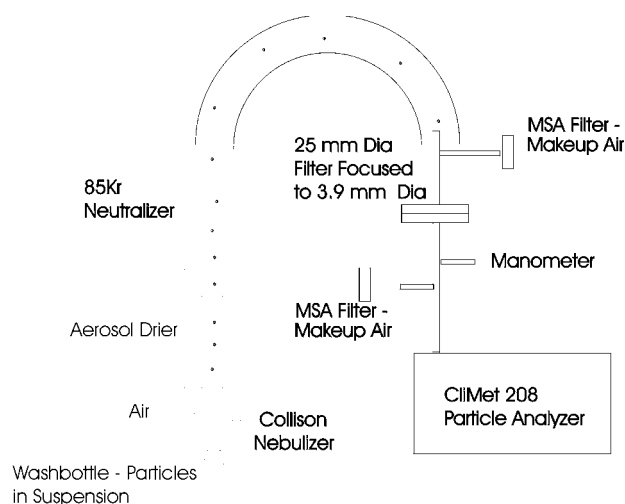 MSA Filter -
Makeup Air
25 mm Dia
Filter Focused
to 3.9 mm Dia
85Kr
Neutralizer
Manometer
MSA Filter -
Makeup Air
Aerosol Drier
CliMet 208
Particle Analyzer
Air
Collison
Nebulizer
Washbottle - Particles
in Suspension